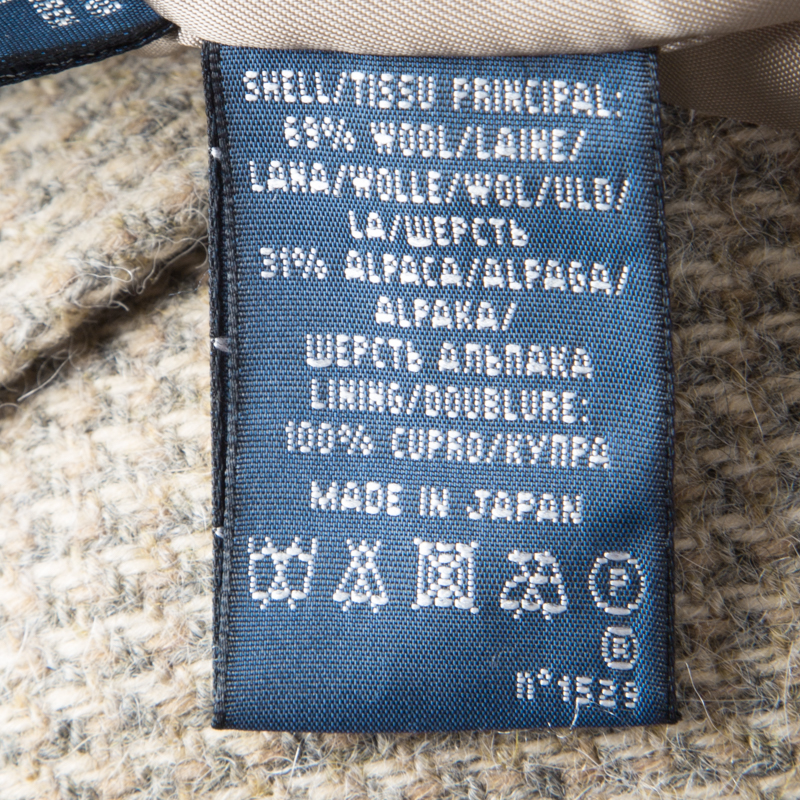 SHELL/TISSU PRINCIPAL:
69% WOOL/LAINE/
LANA/WOLLE/WOL/ULD/
LA/ШЕРСТЬ
31% ALPACA/ALPAGA/
ALPAKA/
ШЕРСТЬ АЛЬПАКА
LINING/DOUBLURE:
100% CUPRO/КУПРА
MADE IN JAPAN
P
n°1529